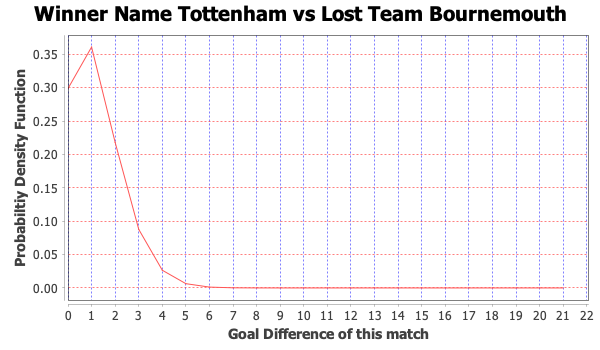 Winner Name Tottenham vs Lost Team Bournemouth
Probabiltiy Density Function
0.35
0.30
0.25
0.20
0.15
0.10
0.05
0.00
0 1 2 3 4 5 6 7 8 9 10 11 12 13 14 15 16 17 18 19 20 21 22
Goal Difference of this match